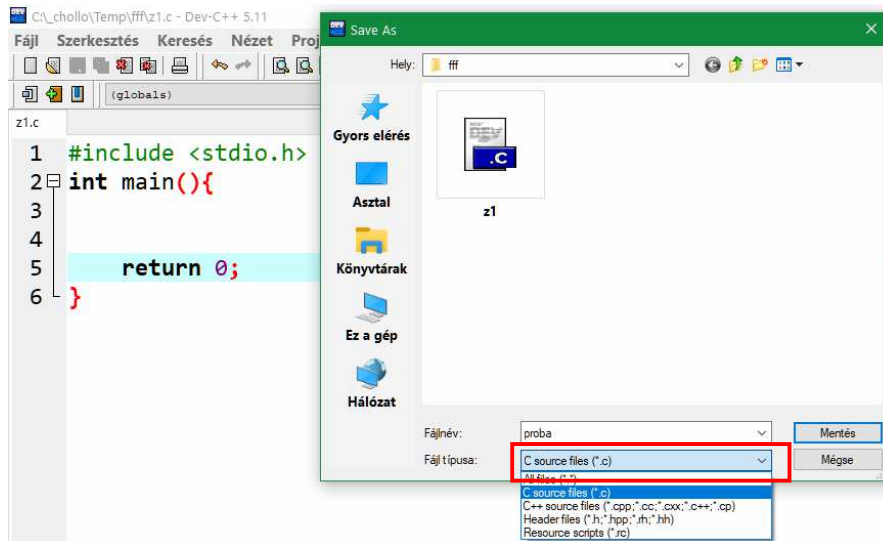 C:\_chollo\Temp\fff\z1.c - Dev-C++ 5.11
Fájl Szerkesztés Keresés Nézet Proj
(globals)
z1.c
1 #include <stdio.h>
2 int main(){
3
4
5 return 0;
6 }
Save As
Hely: fff
Gyors elérés
Asztal
Könyvtárak
Ez a gép
Hálózat
DEV
.C
z1
Fájlnév: proba Mentés
Fájl típusa: C source files (*.c) Mégse
All files (*.*)
C source files (*.c)
C++ source files (*.cpp;*.cc;*.cxx;*.c++;*.cp)
Header files (*.h;*.hpp;*.rh;*.hh)
Resource scripts (*.rc)